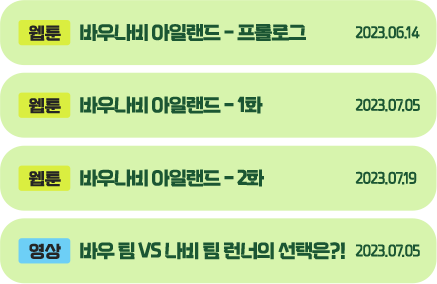 웹툰 바우나비 아일랜드 - 프롤로그 2023.06.14
웹툰 바우나비 아일랜드 - 1화 2023.07.05
웹툰 바우나비 아일랜드 - 2화 2023.07.19
영상 바우 팀 VS 나비 팀 런너의 선택은?! 2023.07.05